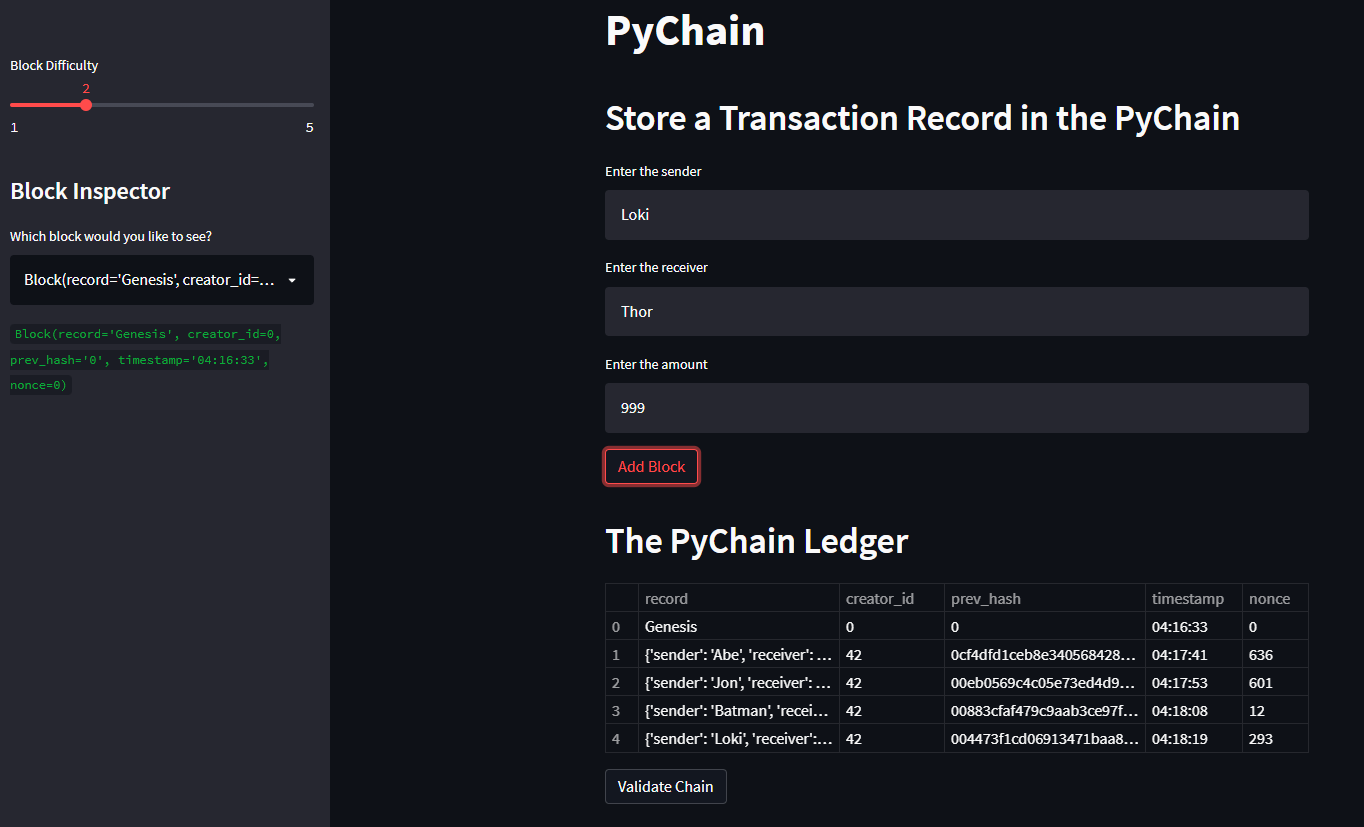 Block Difficulty
2
1 5
Block Inspector
Which block would you like to see?
Block(record='Genesis', creator_id=...
Block(record='Genesis', creator_id=0,
prev_hash='0', timestamp='04:16:33',
nonce=0)
PyChain
Store a Transaction Record in the PyChain
Enter the sender
Loki
Enter the receiver
Thor
Enter the amount
999
Add Block
The PyChain Ledger
record creator_id prev_hash timestamp nonce
0 Genesis 0 0 04:16:33 0
1 {'sender': 'Abe', 'receiver': ... 42 0cf4dfd1ceb8e340568428... 04:17:41 636
2 {'sender': 'Jon', 'receiver': ... 42 00eb0569c4c05e73ed4d9... 04:17:53 601
3 {'sender': 'Batman', 'recei... 42 00883cfaf479c9aab3ce97f... 04:18:08 12
4 {'sender': 'Loki', 'receiver':... 42 004473f1cd06913471baa8... 04:18:19 293
Validate Chain